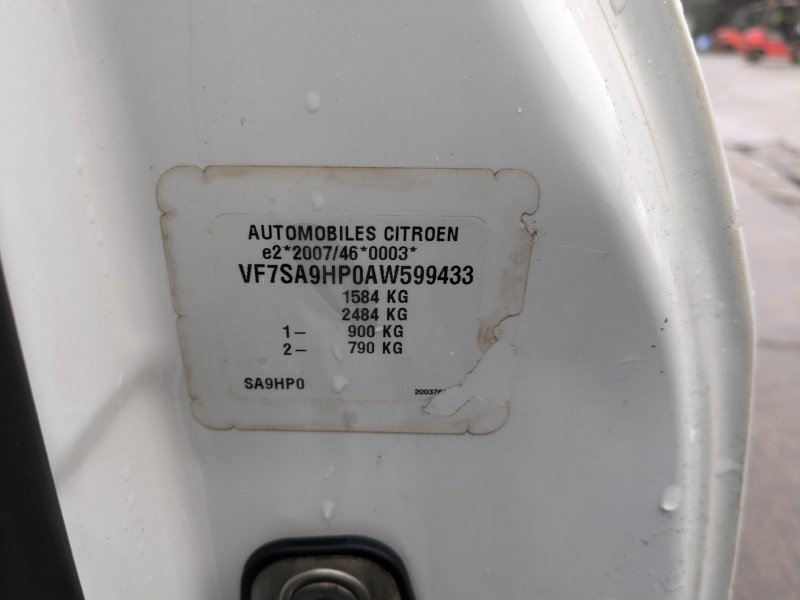 AUTOMOBILES CITROEN
e2*2007/46*0003*
VF7SA9HP0AW599433
1584 KG
2484 KG
1– 900 KG
2– 790 KG
SA9HP0